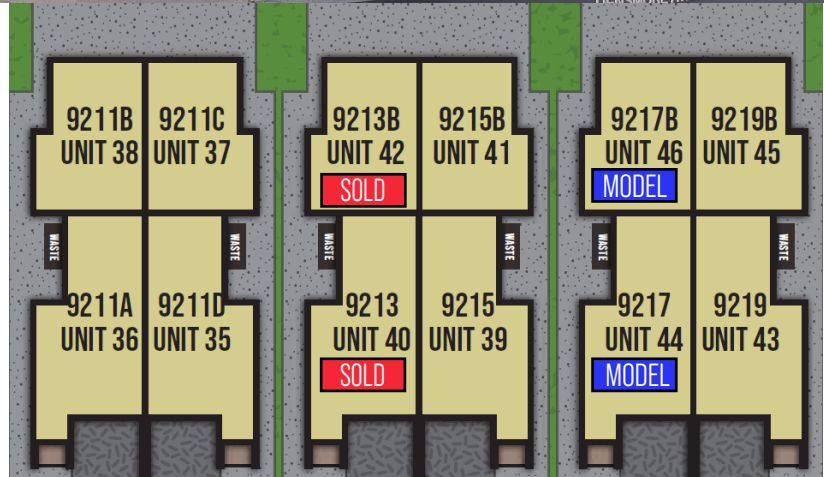 9211B
UNIT 38
9211C
UNIT 37
9213B
UNIT 42
SOLD
9215B
UNIT 41
9217B
UNIT 46
MODEL
9219B
UNIT 45
WASTE
WASTE
WASTE
WASTE
WASTE
WASTE
9211A
UNIT 36
9211D
UNIT 35
9213
UNIT 40
SOLD
9215
UNIT 39
9217
UNIT 44
MODEL
9219
UNIT 43